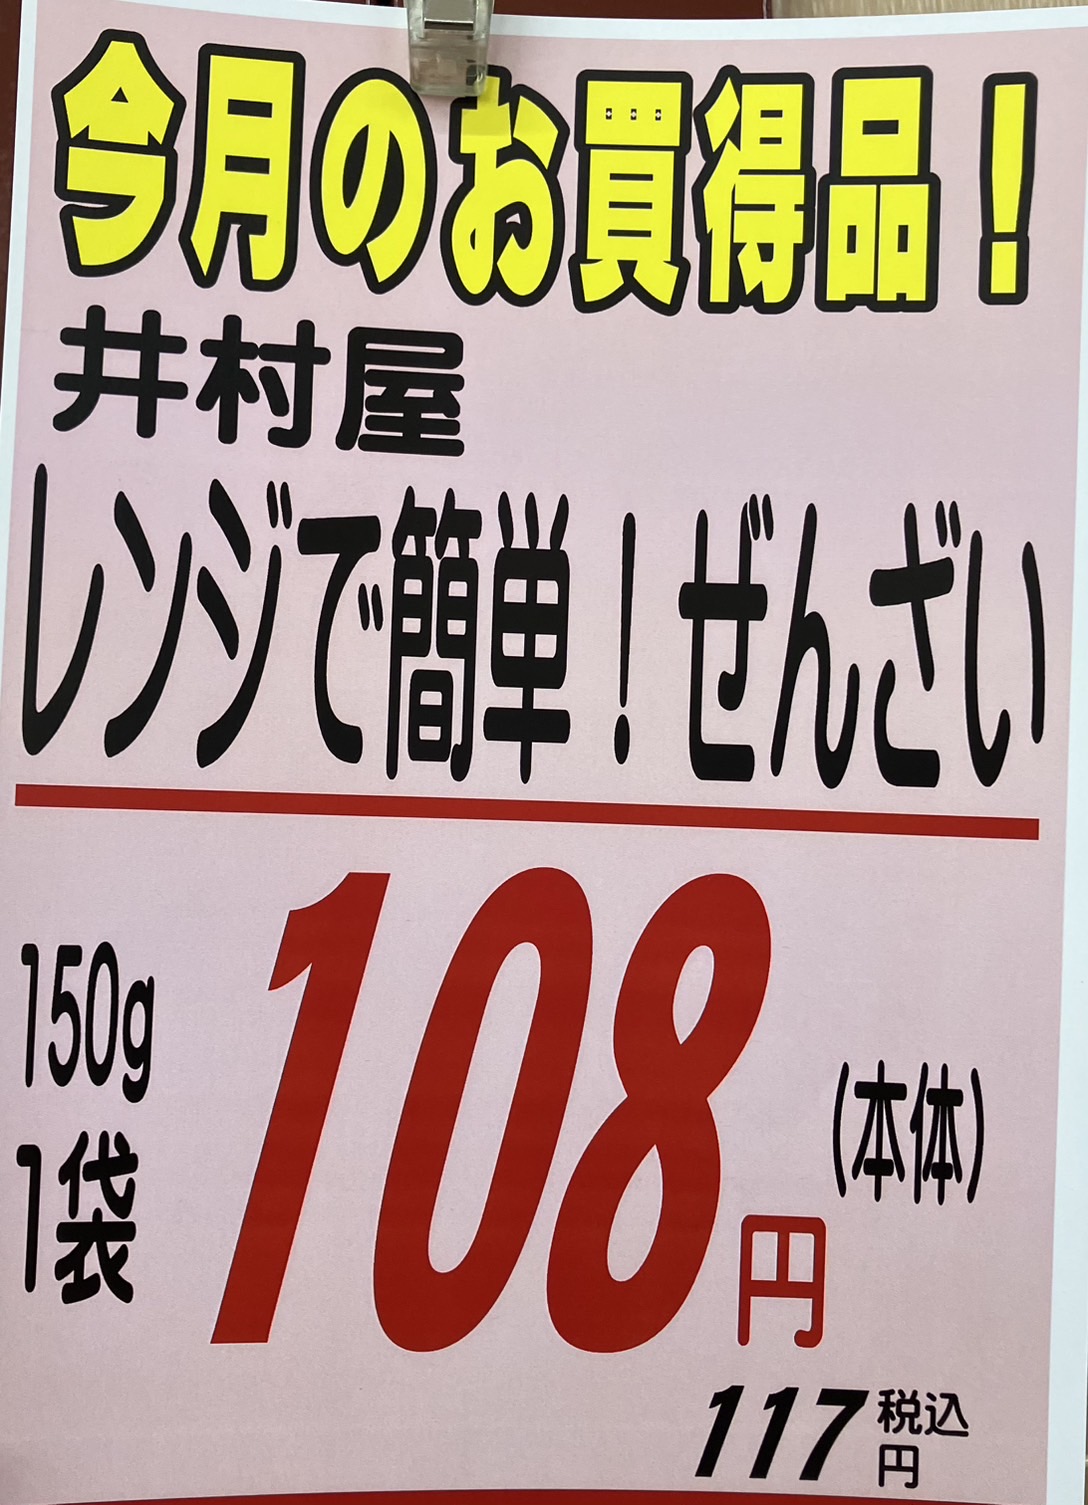 今月のお買得品！
井村屋
レンジで簡単！ぜんざい
150g
1袋
108円
(本体)
117円
税込